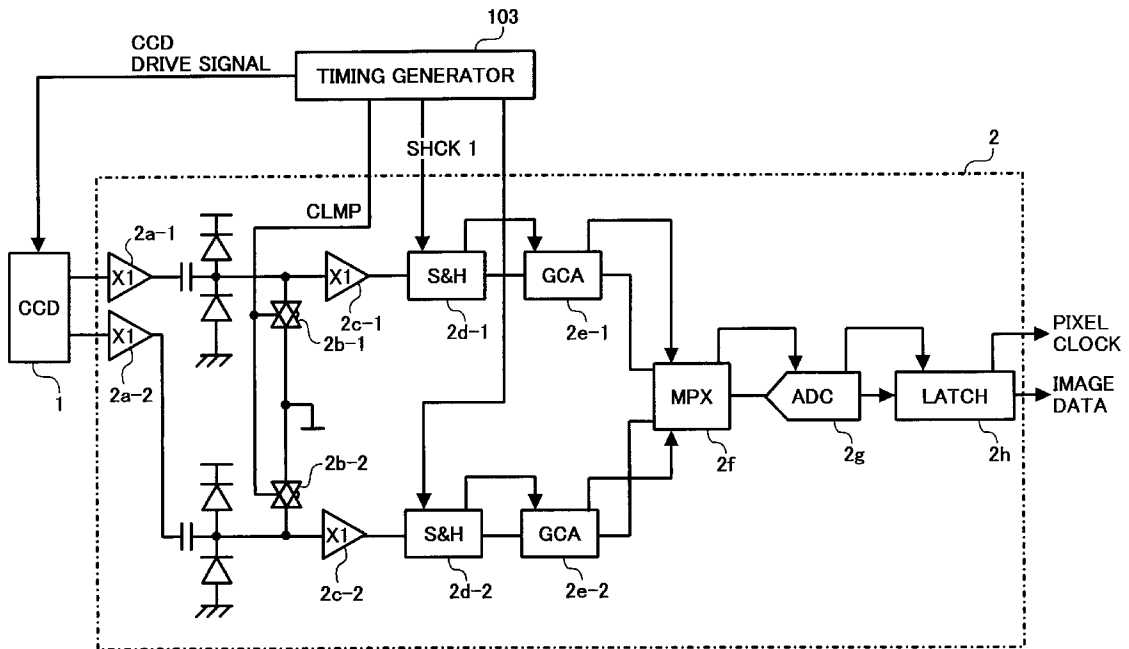 103
CCD
DRIVE SIGNAL
TIMING GENERATOR
SHCK 1
2
CLMP
2a-1
X1
X1
S&H
GCA
CCD
2c-1
2d-1
2e-1
2b-1
X1
1
2a-2
PIXEL
CLOCK
MPX
ADC
LATCH
IMAGE
DATA
2f
2g
2h
2b-2
X1
S&H
GCA
2c-2
2d-2
2e-2